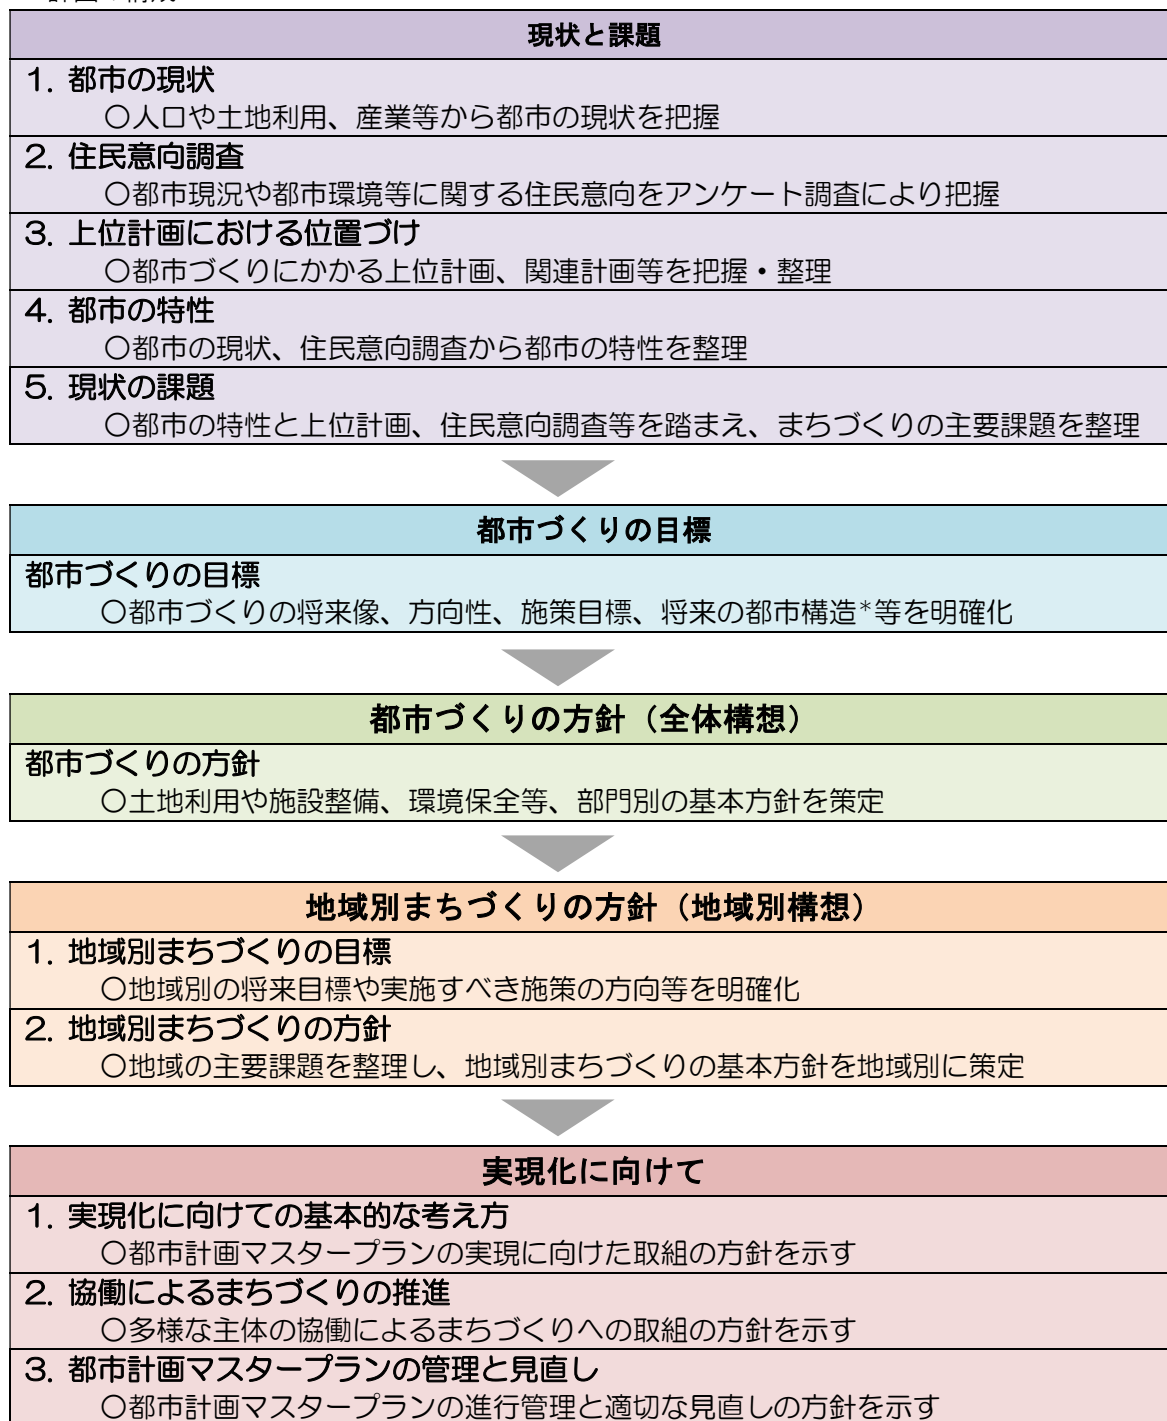 現状と課題
1. 都市の現状
○人口や土地利用、産業等から都市の現状を把握
2. 住民意向調査
○都市現況や都市環境等に関する住民意向をアンケート調査により把握
3. 上位計画における位置づけ
○都市づくりにかかる上位計画、関連計画等を把握・整理
4. 都市の特性
○都市の現状、住民意向調査から都市の特性を整理
5. 現状の課題
○都市の特性と上位計画、住民意向調査等を踏まえ、まちづくりの主要課題を整理
都市づくりの目標
都市づくりの目標
○都市づくりの将来像、方向性、施策目標、将来の都市構造*等を明確化
都市づくりの方針（全体構想）
都市づくりの方針
○土地利用や施設整備、環境保全等、部門別の基本方針を策定
地域別まちづくりの方針（地域別構想）
1. 地域別まちづくりの目標
○地域別の将来目標や実施すべき施策の方向等を明確化
2. 地域別まちづくりの方針
○地域の主要課題を整理し、地域別まちづくりの基本方針を地域別に策定
実現化に向けて
1. 実現化に向けての基本的な考え方
○都市計画マスタープランの実現に向けた取組の方針を示す
2. 協働によるまちづくりの推進
○多様な主体の協働によるまちづくりへの取組の方針を示す
3. 都市計画マスタープランの管理と見直し
○都市計画マスタープランの進行管理と適切な見直しの方針を示す